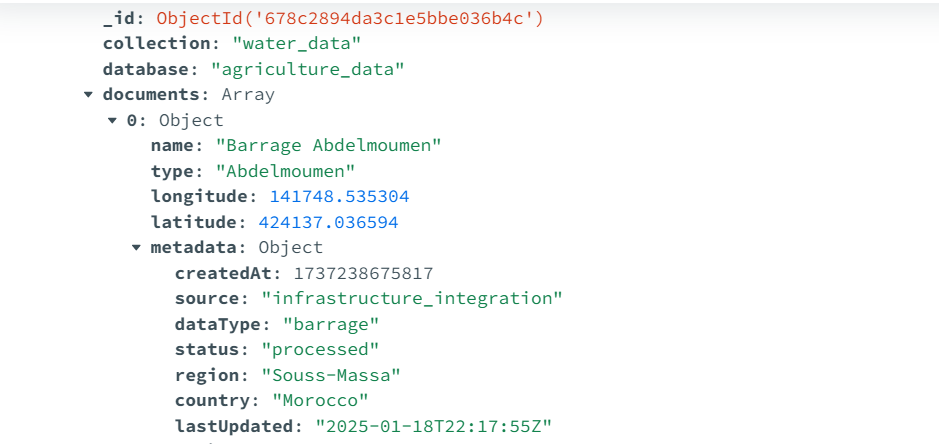 _id: ObjectId('678c2894da3c1e5bbe036b4c')
collection: "water_data"
database: "agriculture_data"
documents: Array
0: Object
name: "Barrage Abdelmoumen"
type: "Abdelmoumen"
longitude: 141748.535304
latitude: 424137.036594
metadata: Object
createdAt: 1737238675817
source: "infrastructure_integration"
dataType: "barrage"
status: "processed"
region: "Souss-Massa"
country: "Morocco"
lastUpdated: "2025-01-18T22:17:55Z"